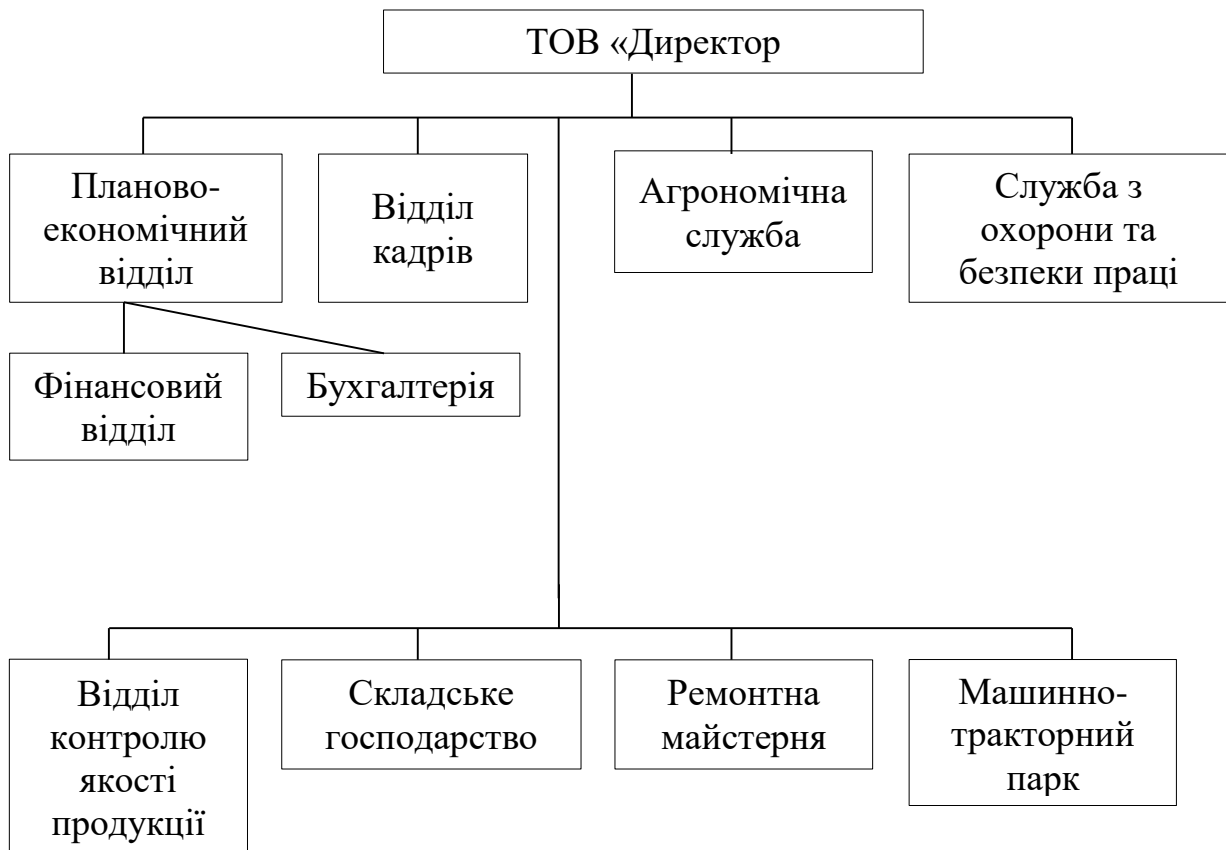 ТОВ «Директор
Планово-
економічний
відділ
Відділ
кадрів
Агрономічна
служба
Служба з
охорони та
безпеки праці
Фінансовий
відділ
Бухгалтерія
Відділ
контролю
якості
продукції
Складське
господарство
Ремонтна
майстерня
Машинно-
тракторний
парк